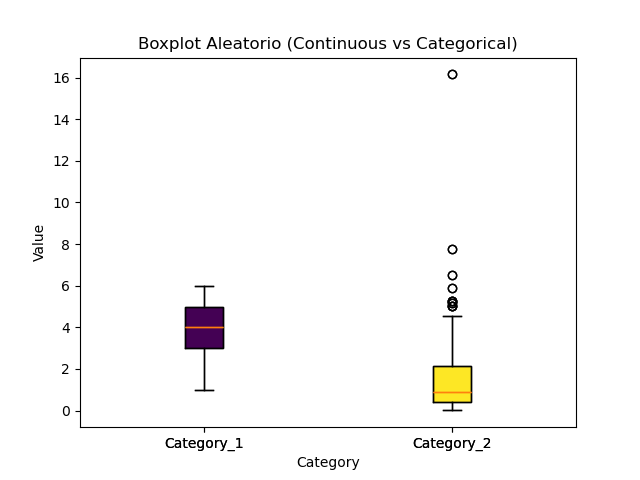 Boxplot Aleatorio (Continuous vs Categorical)
16
14
12
10
8
6
4
2
0
Value
Category_1
Category_2
Category